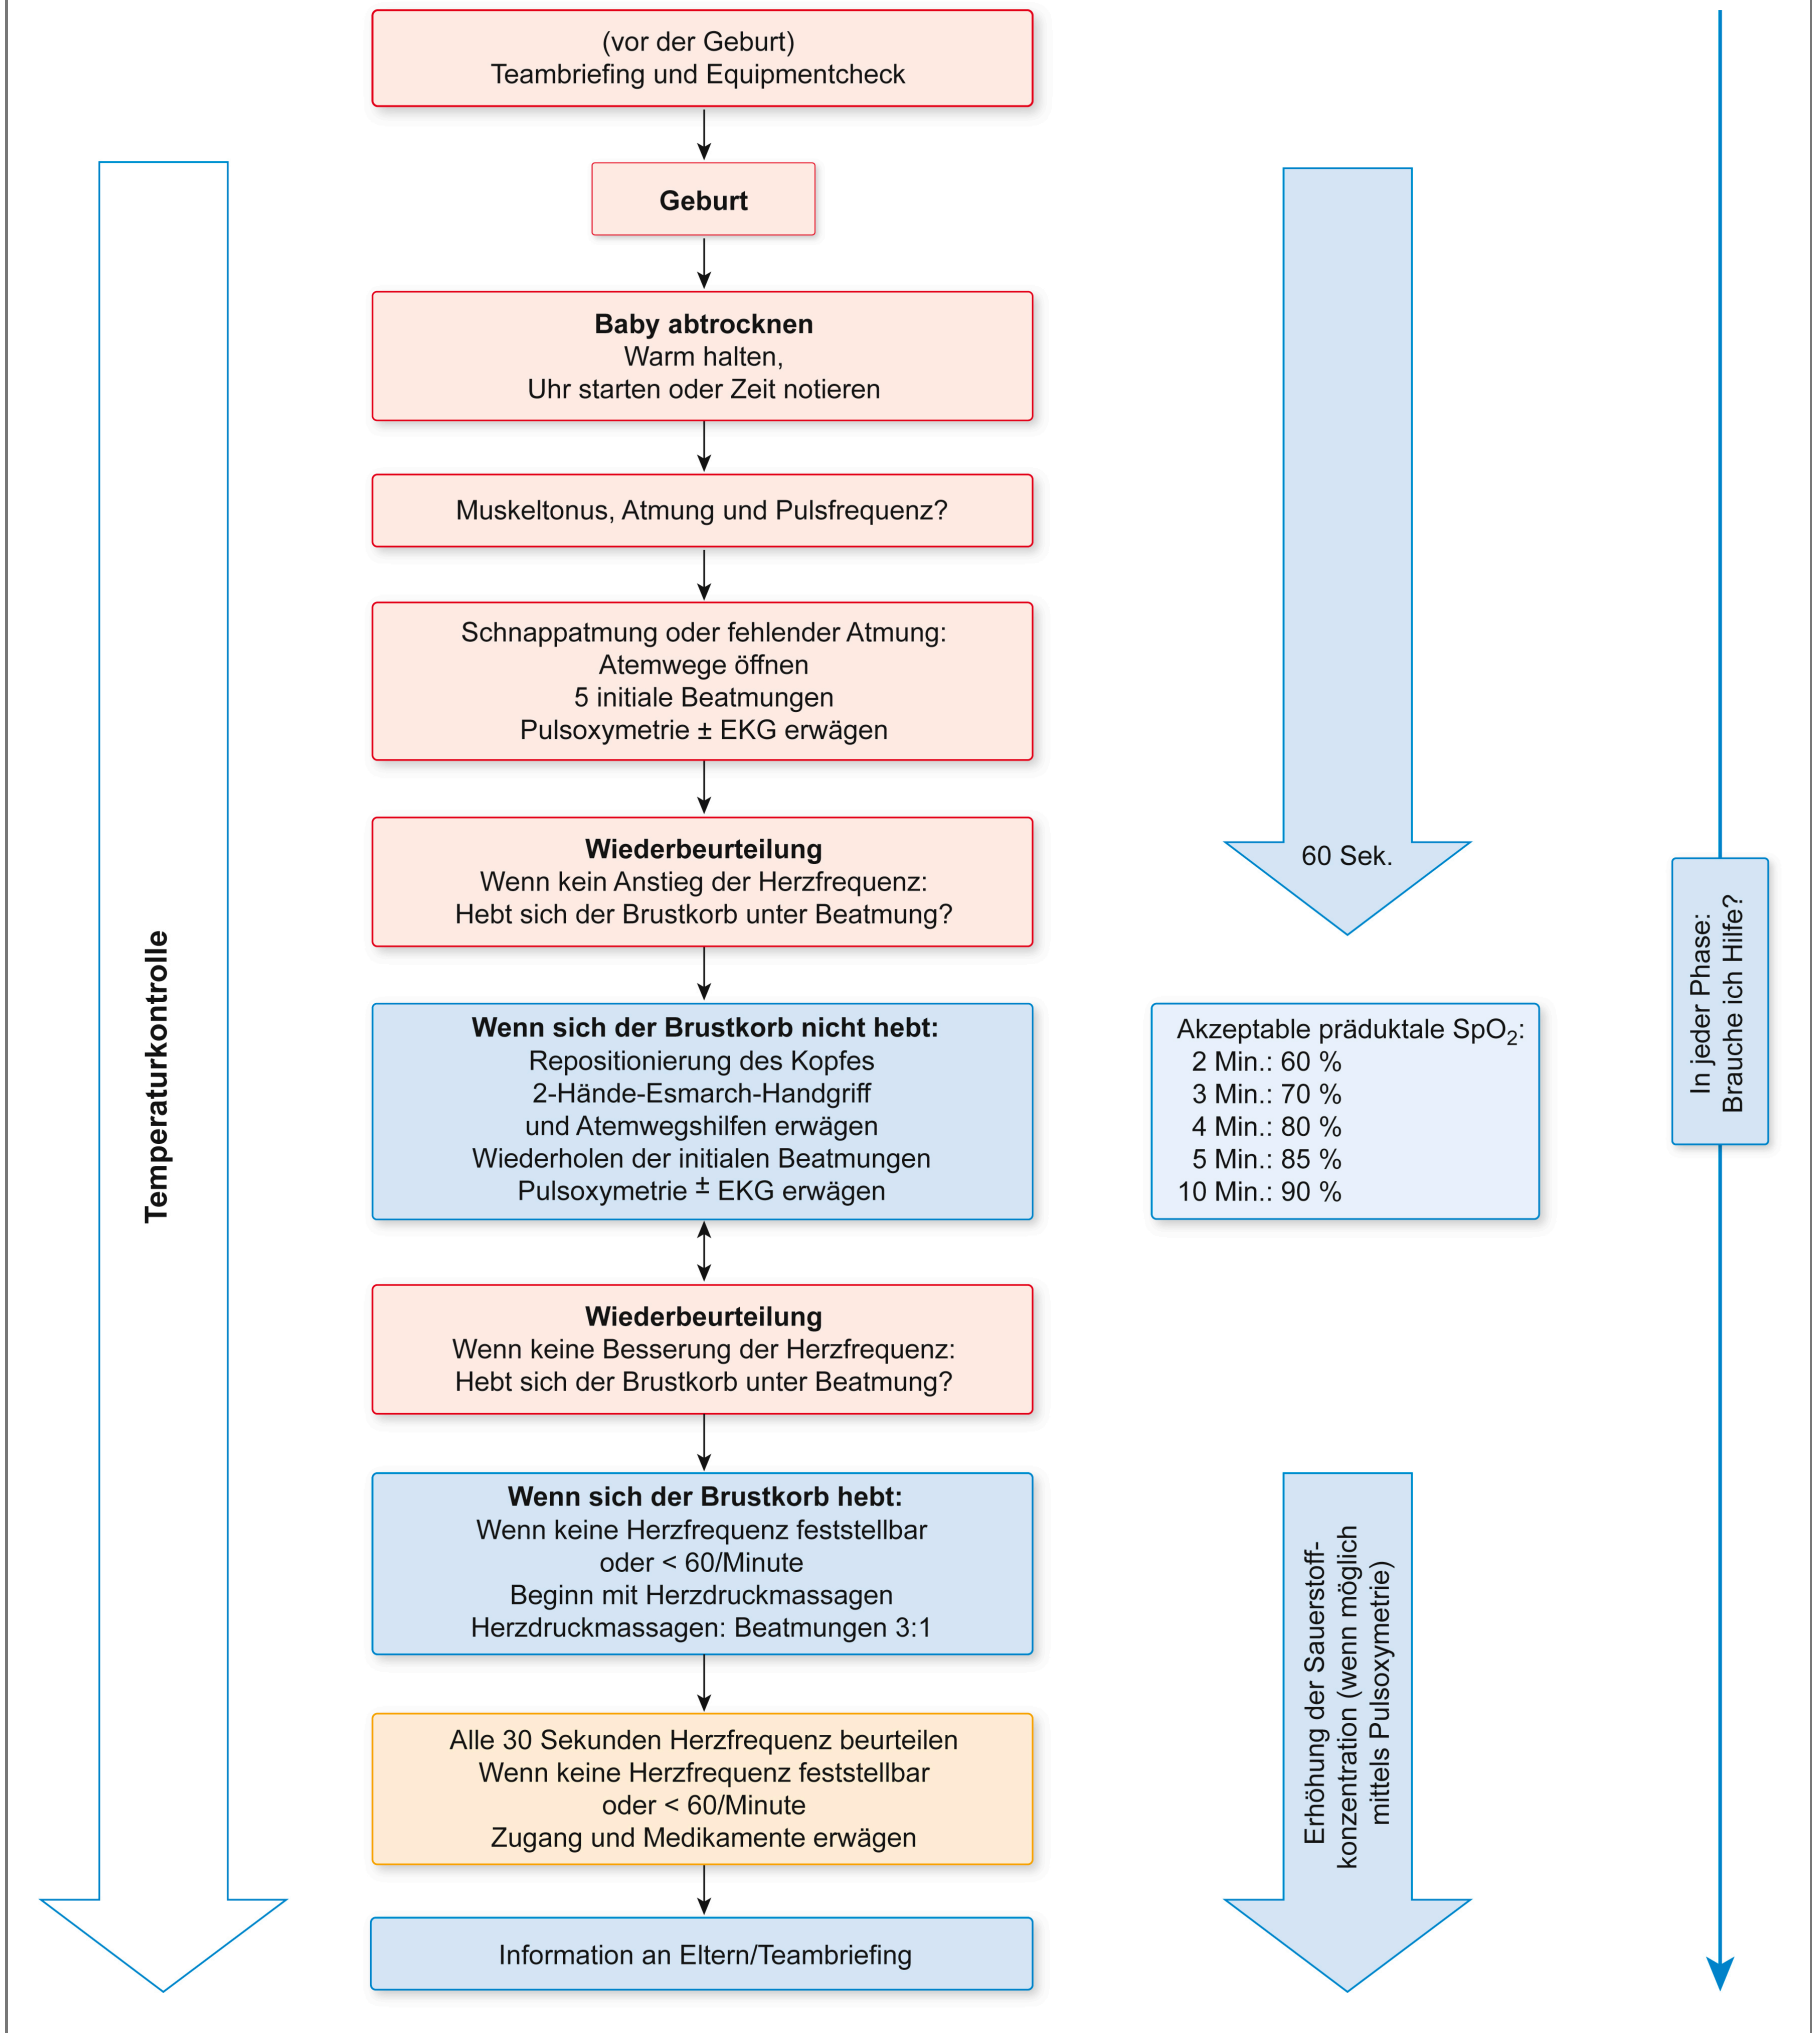 (vor der Geburt)
Teambriefing und Equipmentcheck
Geburt
Baby abtrocknen
Warm halten,
Uhr starten oder Zeit notieren
Muskeltonus, Atmung und Pulsfrequenz?
Schnappatmung oder fehlender Atmung:
Atemwege öffnen
5 initiale Beatmungen
Pulsoxymetrie ± EKG erwägen
Wiederbeurteilung
Wenn kein Anstieg der Herzfrequenz:
Hebt sich der Brustkorb unter Beatmung?
Wenn sich der Brustkorb nicht hebt:
Repositionierung des Kopfes
2-Hände-Esmarch-Handgriff
und Atemwegshilfen erwägen
Wiederholen der initialen Beatmungen
Pulsoxymetrie ± EKG erwägen
Wiederbeurteilung
Wenn keine Besserung der Herzfrequenz:
Hebt sich der Brustkorb unter Beatmung?
Wenn sich der Brustkorb hebt:
Wenn keine Herzfrequenz feststellbar
oder < 60/Minute
Beginn mit Herzdruckmassagen
Herzdruckmassagen: Beatmungen 3:1
Alle 30 Sekunden Herzfrequenz beurteilen
Wenn keine Herzfrequenz feststellbar
oder < 60/Minute
Zugang und Medikamente erwägen
Information an Eltern/Teambriefing
Temperaturkontrolle
60 Sek.
Akzeptable präduktale SpO₂:
2 Min.: 60 %
3 Min.: 70 %
4 Min.: 80 %
5 Min.: 85 %
10 Min.: 90 %
Erhöhung der Sauerstoff-
konzentration (wenn möglich
mittels Pulsoxymetrie)
In jeder Phase:
Brauche ich Hilfe?